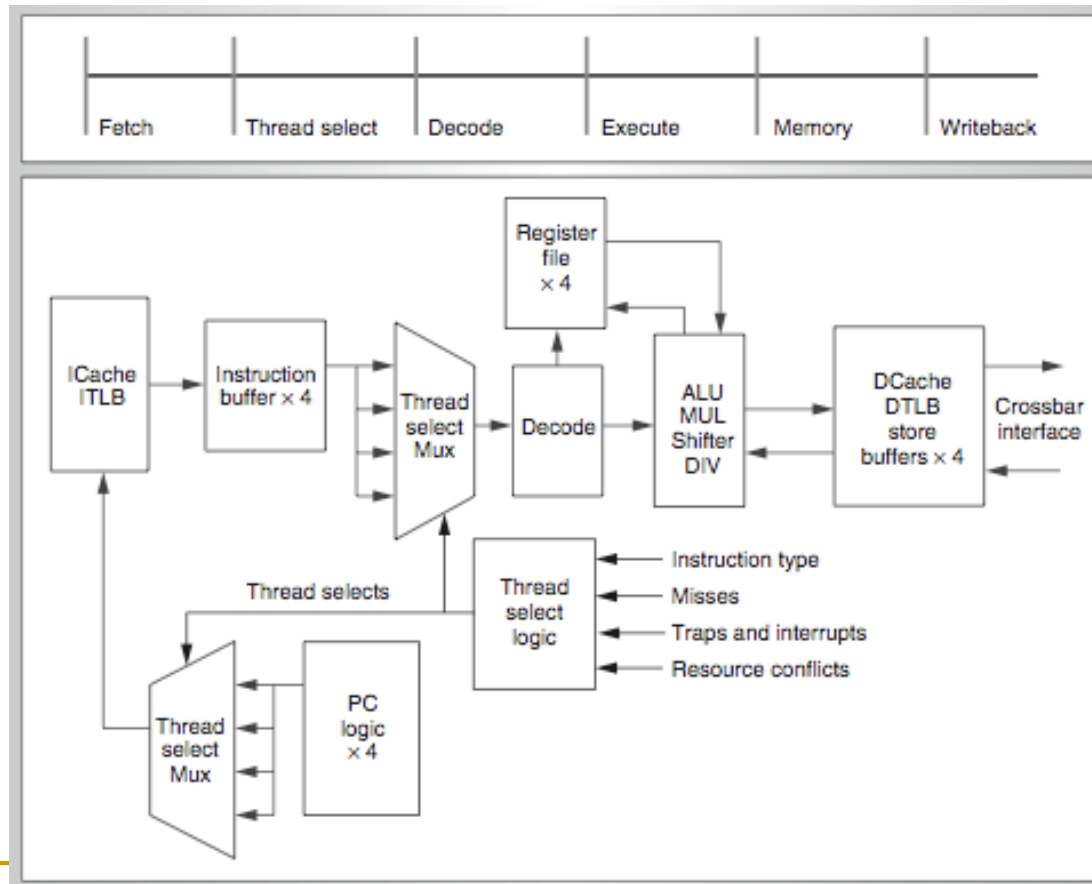 Fetch
Thread select
Decode
Execute
Memory
Writeback
Register
file
× 4
ICache
ITLB
Instruction
buffer × 4
Thread
select
Mux
Decode
ALU
MUL
Shifter
DIV
DCache
DTLB
store
buffers × 4
Crossbar
interface
Thread selects
Thread
select
logic
Instruction type
Misses
Traps and interrupts
Resource conflicts
Thread
select
Mux
PC
logic
× 4